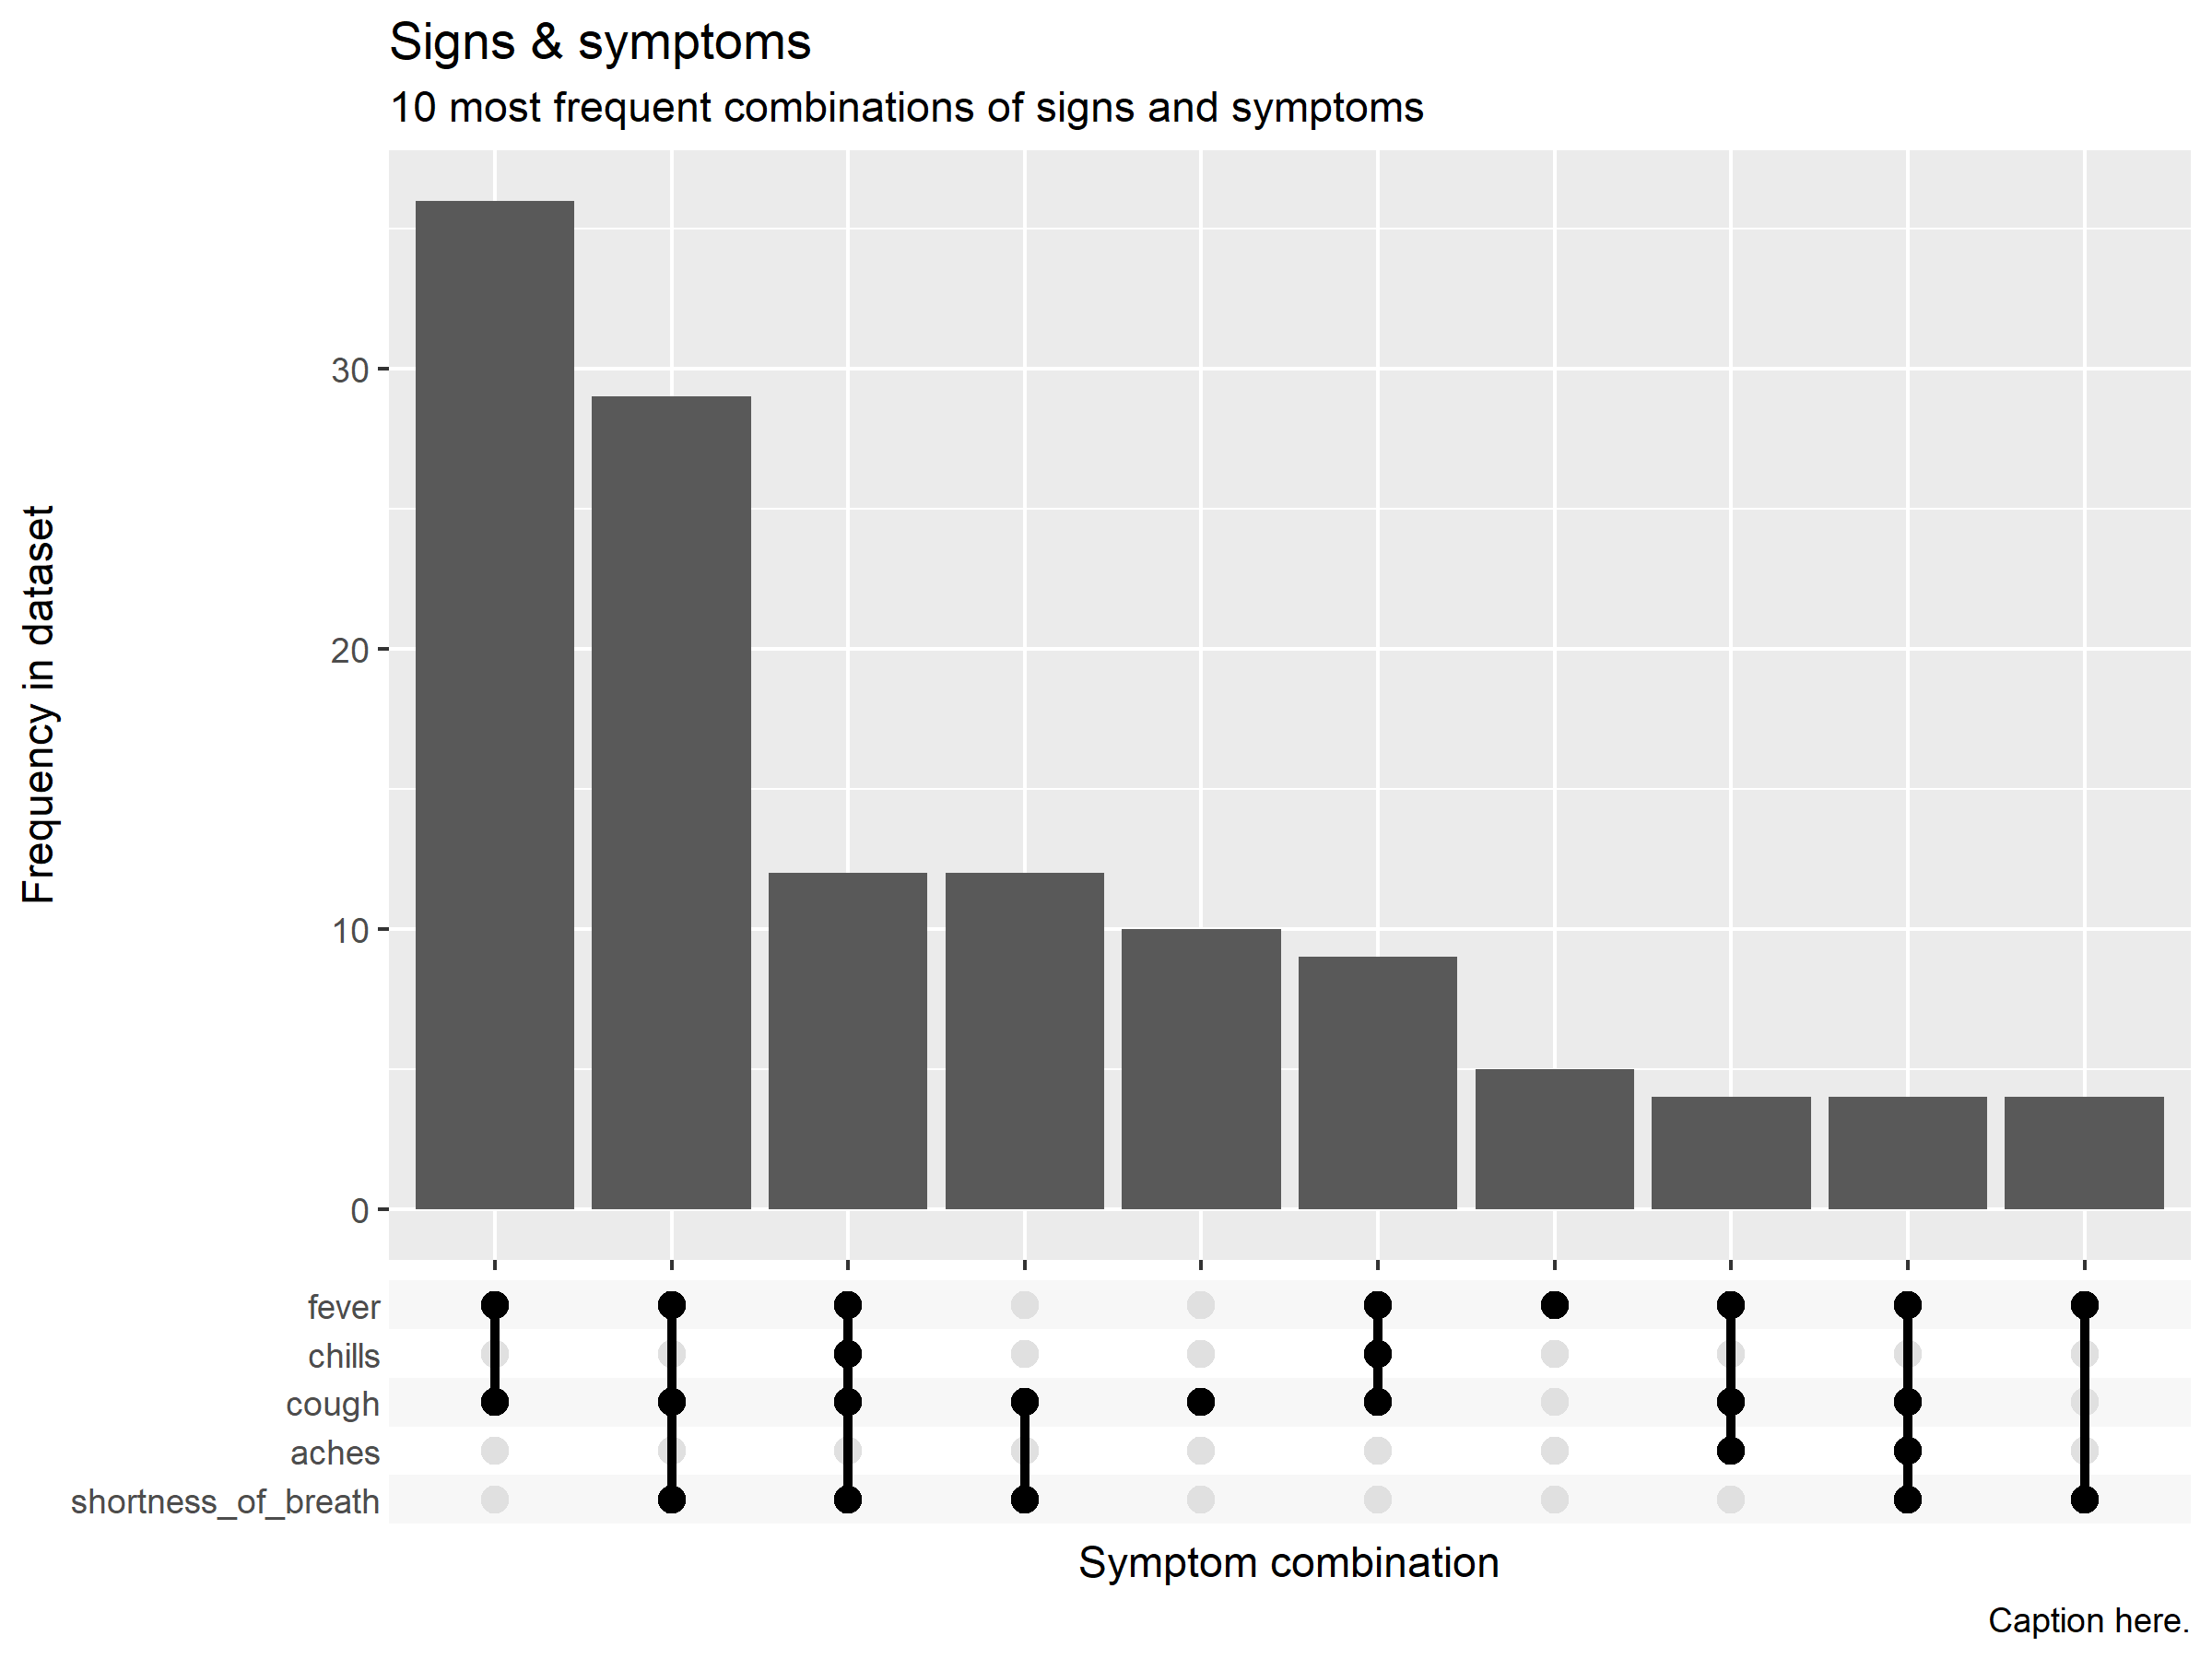 Signs & symptoms
10 most frequent combinations of signs and symptoms
Frequency in dataset
30
20
10
0
fever
chills
cough
aches
shortness_of_breath
Symptom combination
Caption here.